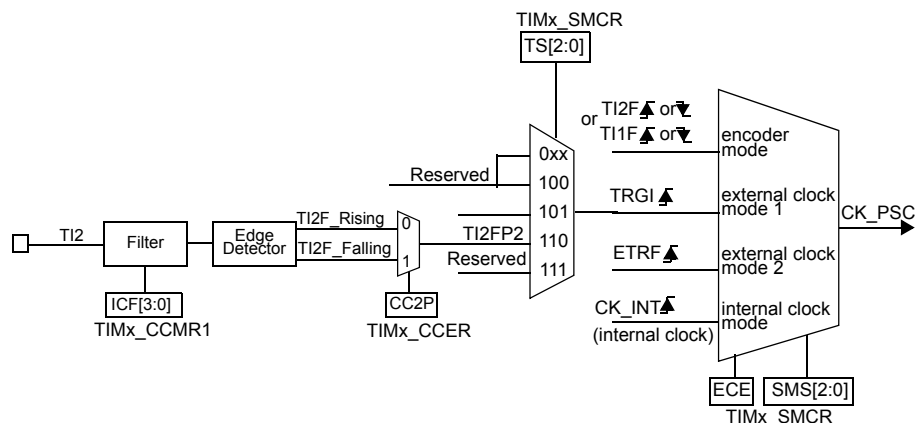 TIMx_SMCR
TS[2:0]
or TI2F or
TI1F or
encoder
mode
0xx
Reserved
100
TRGI
external clock
mode 1
CK_PSC
101
TI2
Filter
Edge
Detector
TI2F_Rising
TI2F_Falling
0
1
TI2FP2
110
Reserved
111
ETRF
external clock
mode 2
ICF[3:0]
TIMx_CCMR1
CC2P
TIMx_CCER
CK_INT
(internal clock)
internal clock
mode
ECE
SMS[2:0]
TIMx_SMCR